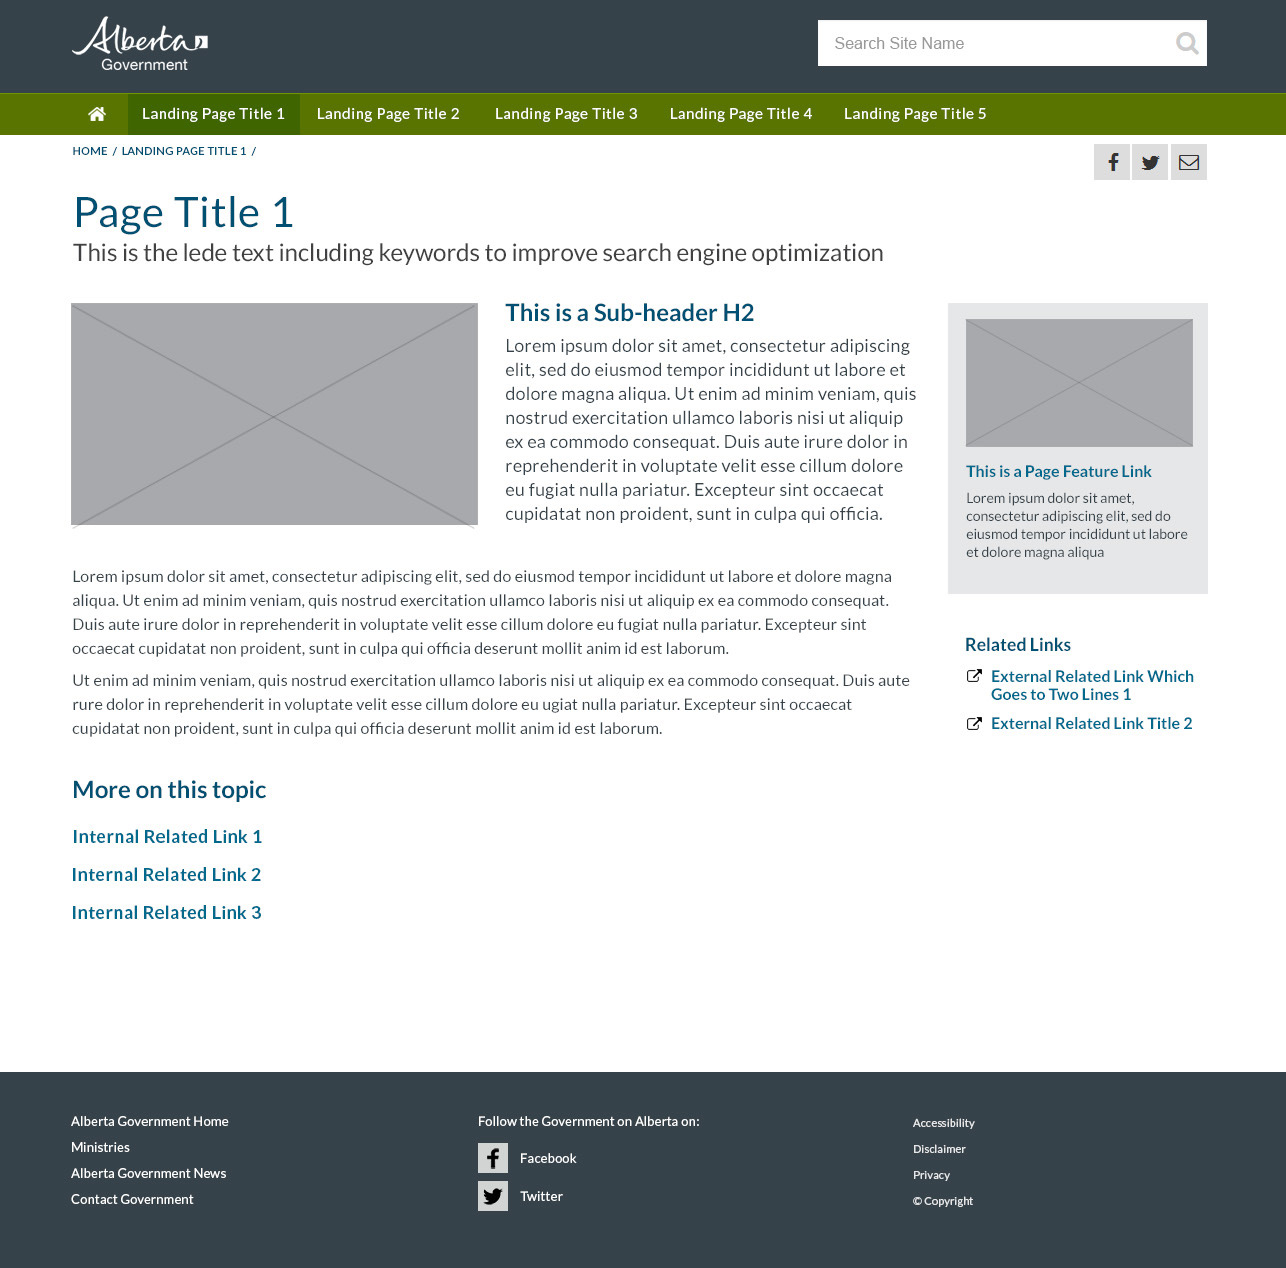 Alberta
Government
Search Site Name
Landing Page Title 1
Landing Page Title 2
Landing Page Title 3
Landing Page Title 4
Landing Page Title 5
HOME / LANDING PAGE TITLE 1 /
Page Title 1
This is the lede text including keywords to improve search engine optimization
This is a Sub-header H2
Lorem ipsum dolor sit amet, consectetur adipiscing
elit, sed do eiusmod tempor incididunt ut labore et
dolore magna aliqua. Ut enim ad minim veniam, quis
nostrud exercitation ullamco laboris nisi ut aliquip
ex ea commodo consequat. Duis aute irure dolor in
reprehenderit in voluptate velit esse cillum dolore
eu fugiat nulla pariatur. Excepteur sint occaecat
cupidatat non proident, sunt in culpa qui officia.
Lorem ipsum dolor sit amet, consectetur adipiscing elit, sed do eiusmod tempor incididunt ut labore et dolore magna
aliqua. Ut enim ad minim veniam, quis nostrud exercitation ullamco laboris nisi ut aliquip ex ea commodo consequat.
Duis aute irure dolor in reprehenderit in voluptate velit esse cillum dolore eu fugiat nulla pariatur. Excepteur sint
occaecat cupidatat non proident, sunt in culpa qui officia deserunt mollit anim id est laborum.
Ut enim ad minim veniam, quis nostrud exercitation ullamco laboris nisi ut aliquip ex ea commodo consequat. Duis aute
rure dolor in reprehenderit in voluptate velit esse cillum dolore eu ugiat nulla pariatur. Excepteur sint occaecat
cupidatat non proident, sunt in culpa qui officia deserunt mollit anim id est laborum.
More on this topic
Internal Related Link 1
Internal Related Link 2
Internal Related Link 3
This is a Page Feature Link
Lorem ipsum dolor sit amet,
consectetur adipiscing elit, sed do
eiusmod tempor incididunt ut labore
et dolore magna aliqua
Related Links
External Related Link Which
Goes to Two Lines 1
External Related Link Title 2
Alberta Government Home
Ministries
Alberta Government News
Contact Government
Follow the Government on Alberta on:
Facebook
Twitter
Accessibility
Disclaimer
Privacy
© Copyright